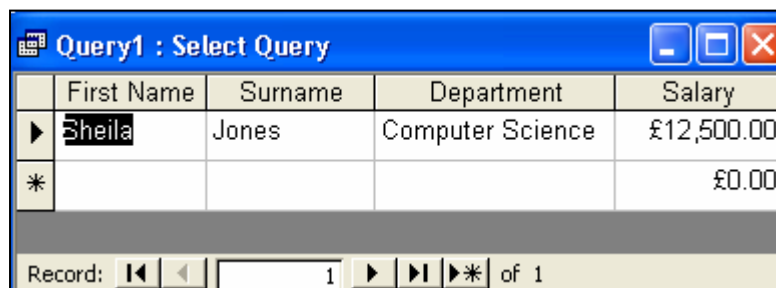 Query1 : Select Query
First Name Surname Department Salary
Sheila Jones Computer Science £12,500.00
£0.00
Record: 1 of 1